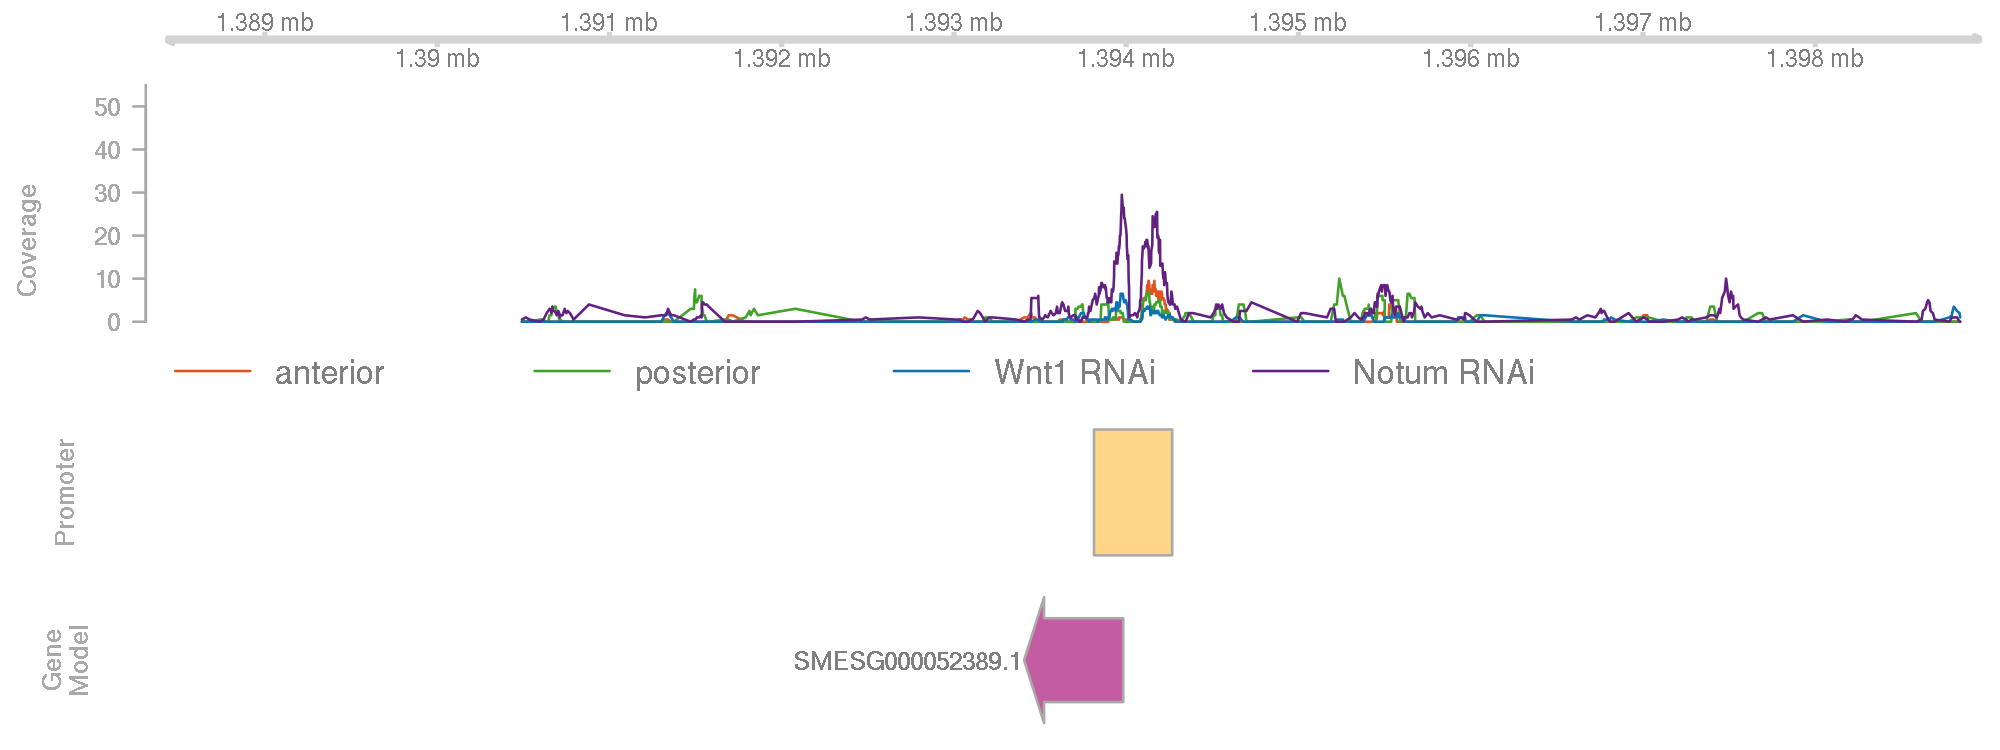 1.389 mb 1.391 mb 1.393 mb 1.395 mb 1.397 mb
1.39 mb 1.392 mb 1.394 mb 1.396 mb 1.398 mb
50
40
30
20
10
0
Coverage
anterior posterior Wnt1 RNAi Notum RNAi
Promoter
Gene
Model
SMESG000052389.1